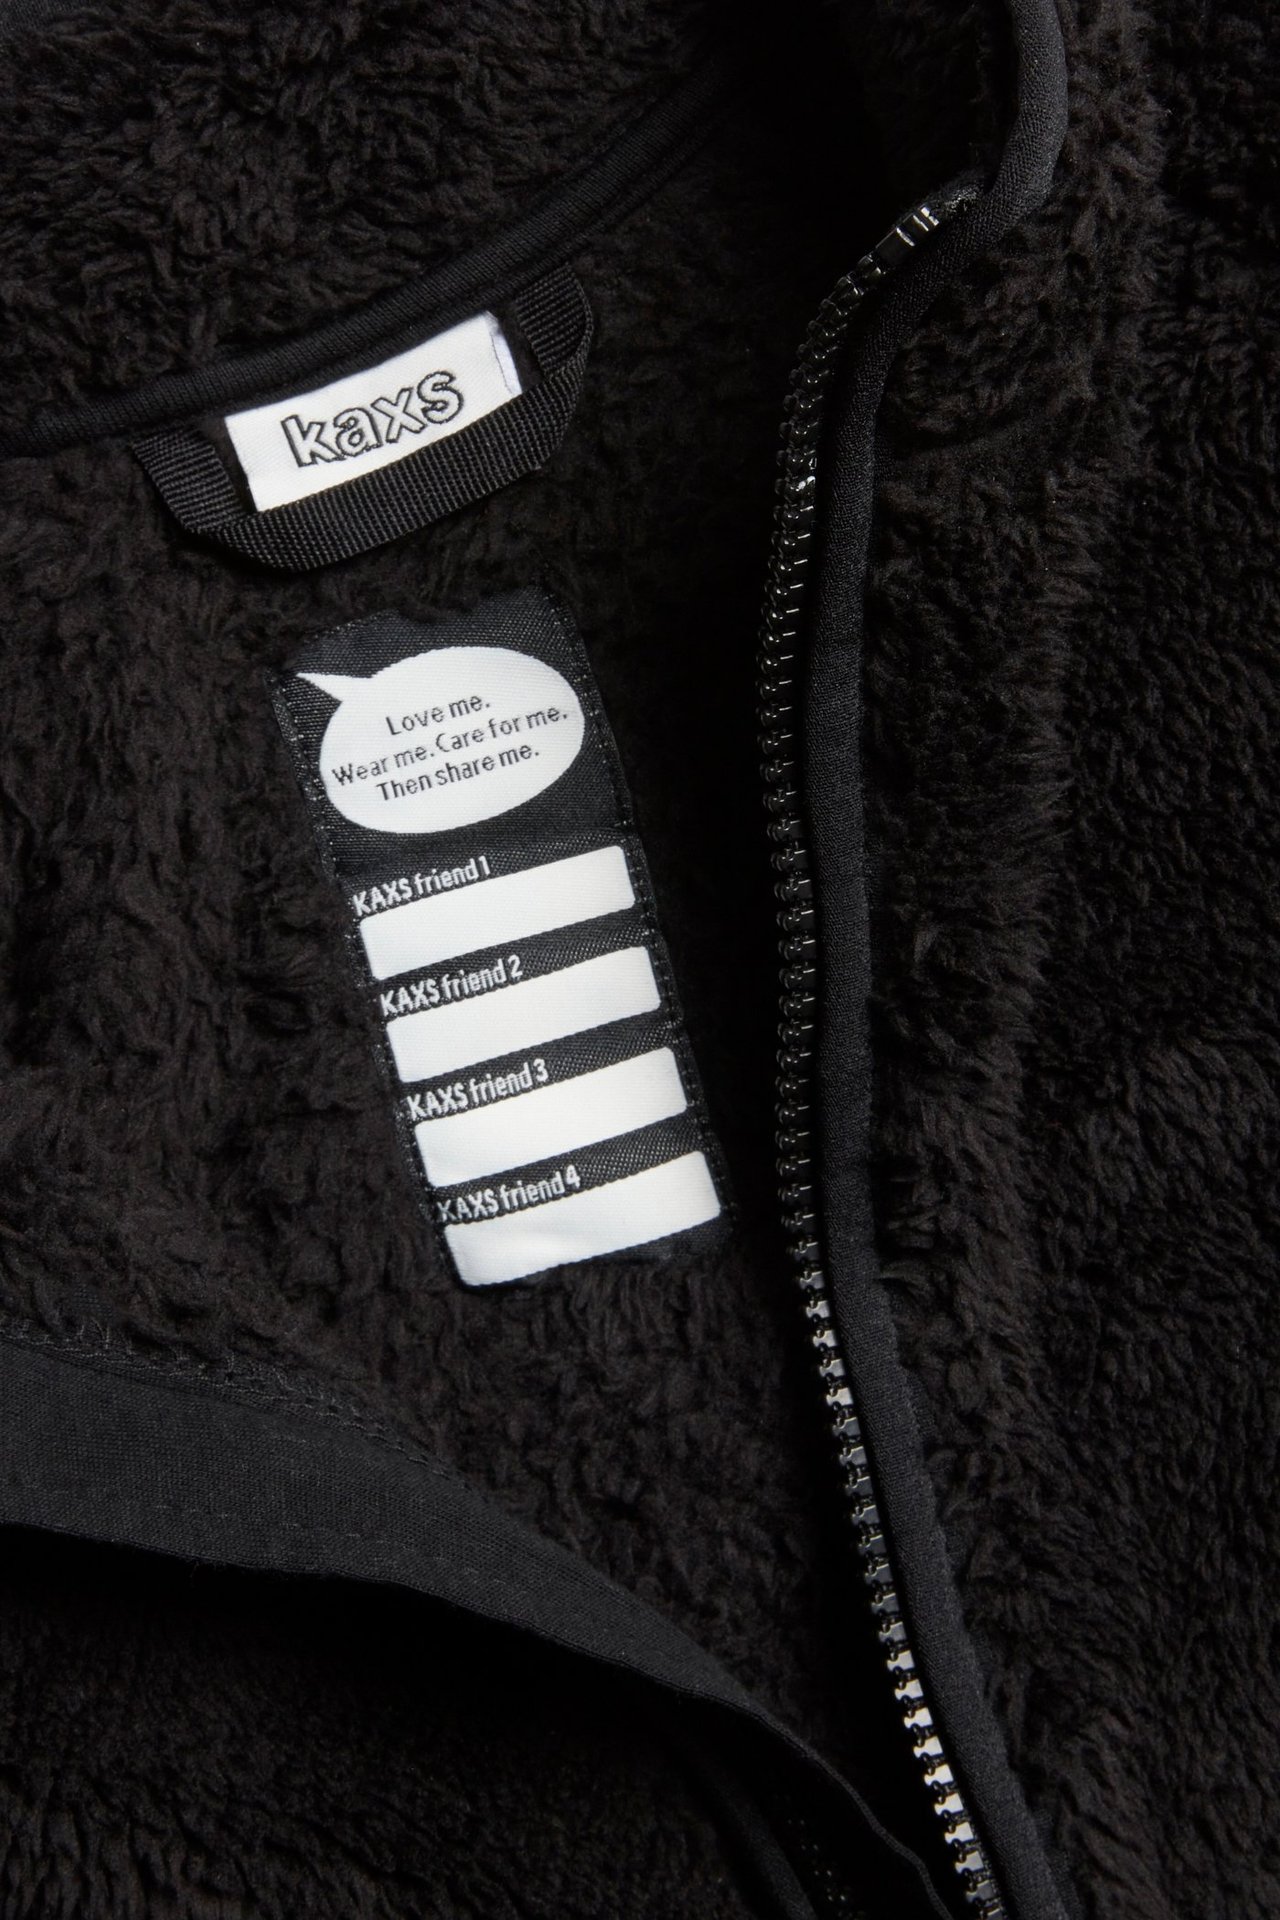 kaxs
Love me.
Wear me. Care for me.
Then share me.
KAXS friend 1
KAXS friend 2
KAXS friend 3
KAXS friend 4